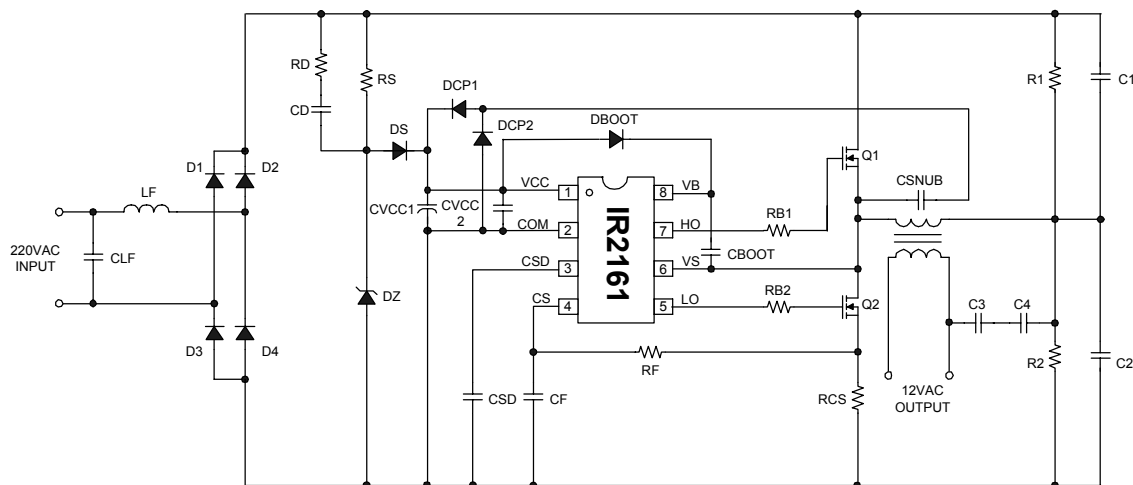 RD
RS
CD
DS
DCP1
DCP2
DBOOT
R1
C1
Q1
CSNUB
D1
D2
LF
220VAC
INPUT
CLF
D3
D4
DZ
CVCC1
CVCC
2
VCC
COM
CSD
CS
1
2
3
4
IR2161
8
7
6
5
VB
HO
VS
LO
RB1
CBOOT
RB2
Q2
C3
C4
R2
C2
RF
CSD
CF
RCS
12VAC
OUTPUT